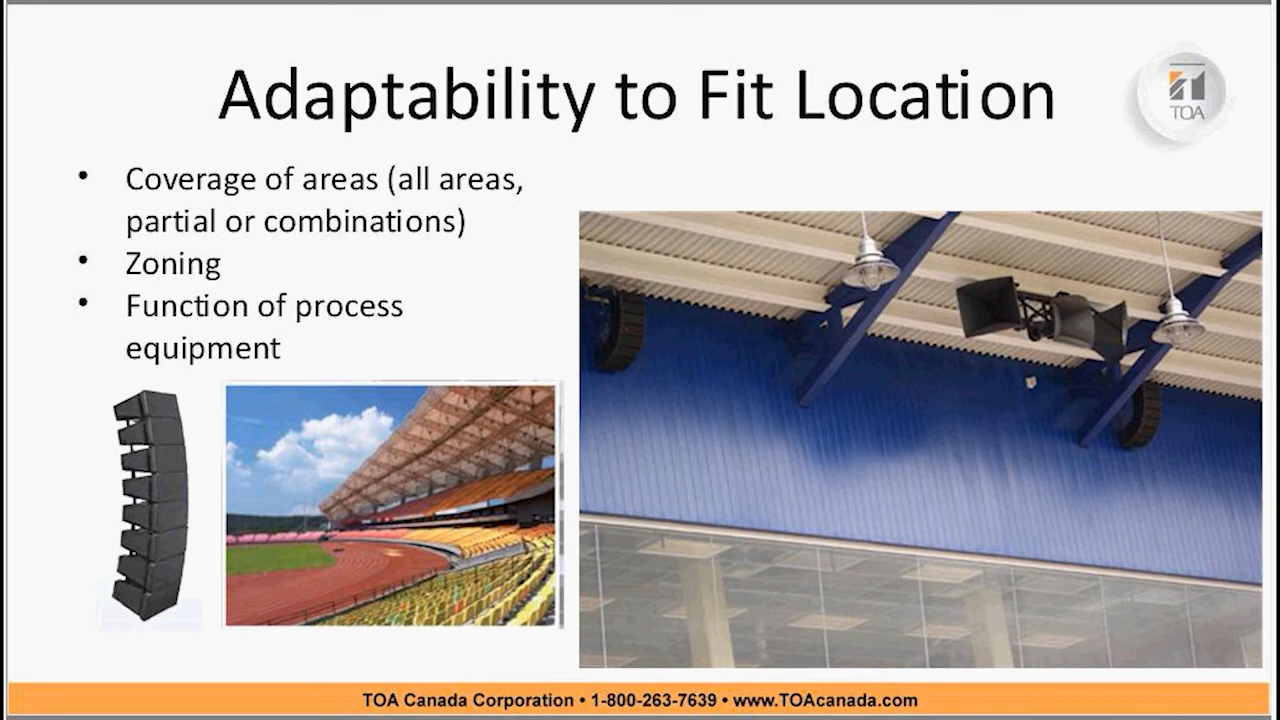 Adaptability to Fit Location
TOA
• Coverage of areas (all areas,
partial or combinations)
• Zoning
• Function of process
equipment
TOA Canada Corporation • 1-800-263-7639 • www.TOAcanada.com